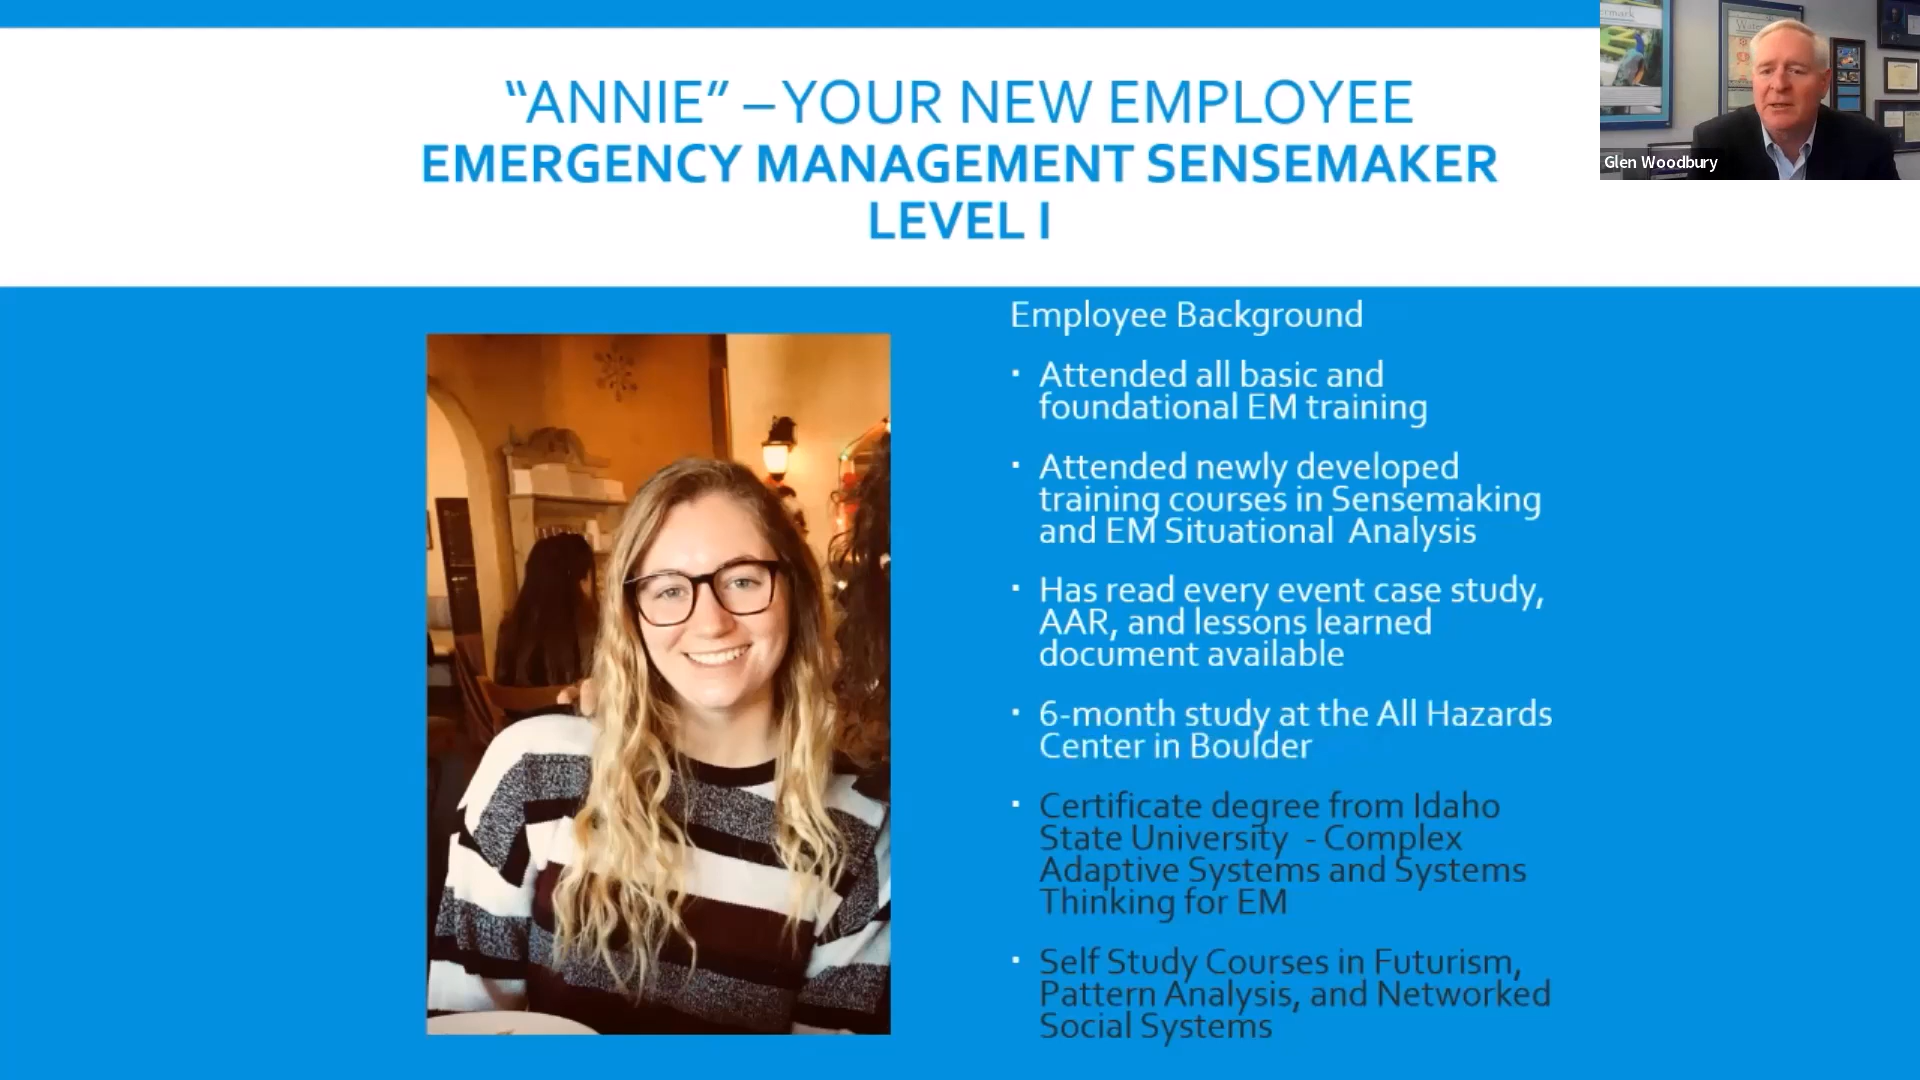 “ANNIE” – YOUR NEW EMPLOYEE
EMERGENCY MANAGEMENT SENSEMAKER
LEVEL I
Glen Woodbury
Employee Background
▪ Attended all basic and
foundational EM training
▪ Attended newly developed
training courses in Sensemaking
and EM Situational Analysis
▪ Has read every event case study,
AAR, and lessons learned
document available
▪ 6-month study at the All Hazards
Center in Boulder
▪ Certificate degree from Idaho
State University - Complex
Adaptive Systems and Systems
Thinking for EM
▪ Self Study Courses in Futurism,
Pattern Analysis, and Networked
Social Systems